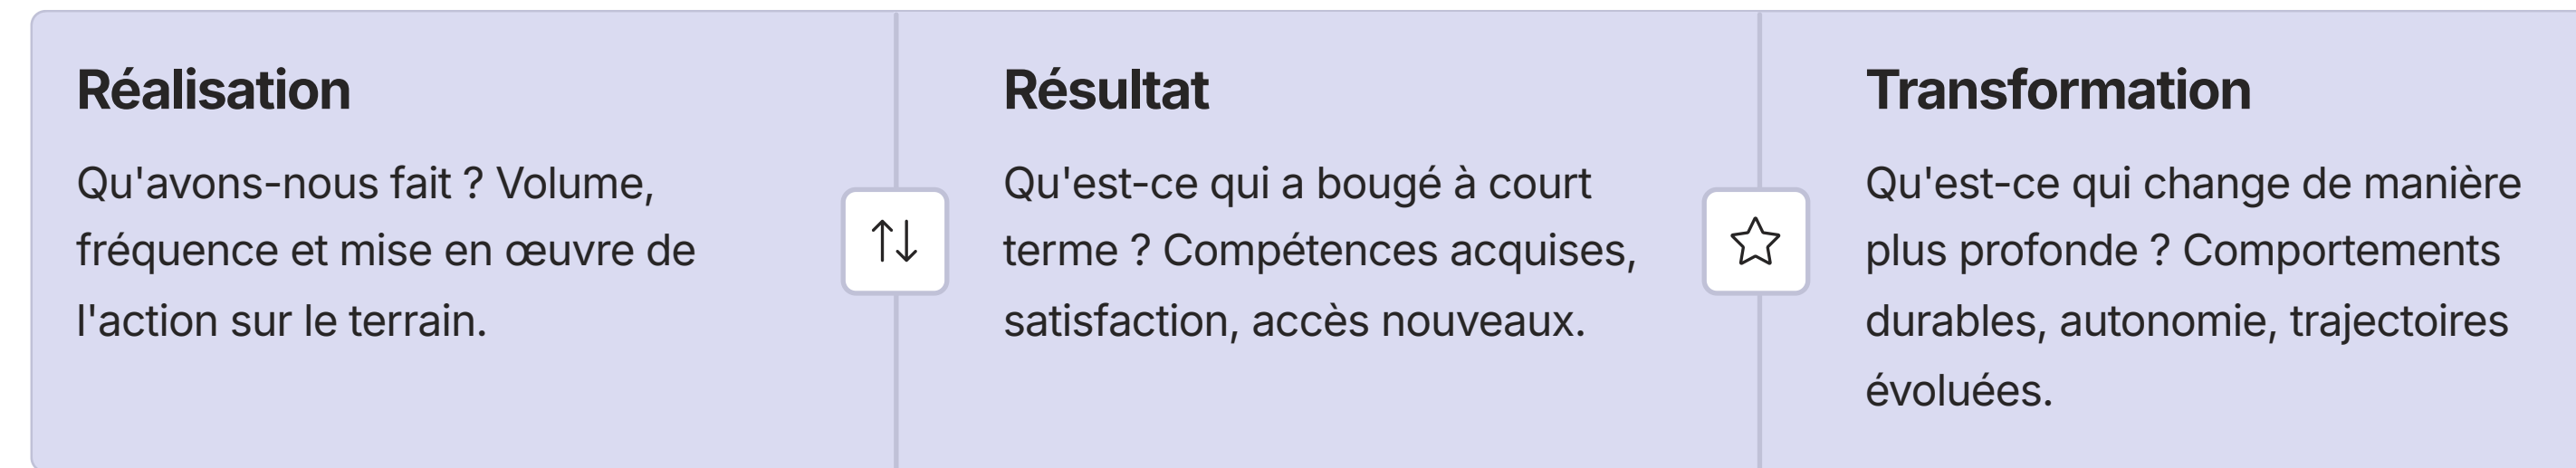 Réalisation
Qu'avons-nous fait ? Volume,
fréquence et mise en œuvre de
l'action sur le terrain.
Résultat
Qu'est-ce qui a bougé à court
terme ? Compétences acquises,
satisfaction, accès nouveaux.
Transformation
Qu'est-ce qui change de manière
plus profonde ? Comportements
durables, autonomie, trajectoires
évoluées.